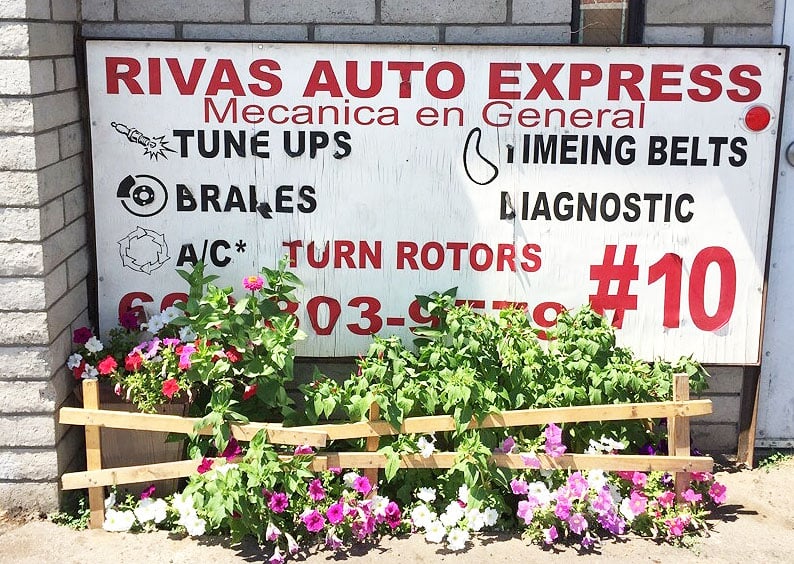 RIVAS AUTO EXPRESS
Mecanica en General
TUNE UPS
TIMEING BELTS
BRAKES
DIAGNOSTIC
A/C*
TURN ROTORS
#10